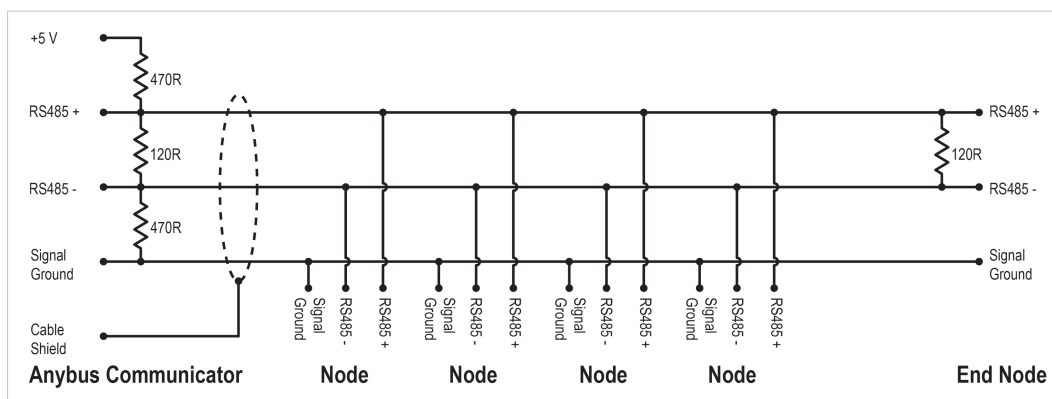 +5 V
470R
RS485 +
RS485 +
120R
120R
RS485 -
RS485 -
470R
Signal
Ground
Signal
Ground
Signal
Ground
RS485 -
RS485 +
Signal
Ground
RS485 -
RS485 +
Signal
Ground
RS485 -
RS485 +
Signal
Ground
RS485 -
RS485 +
Cable
Shield
Anybus Communicator
Node
Node
Node
Node
End Node